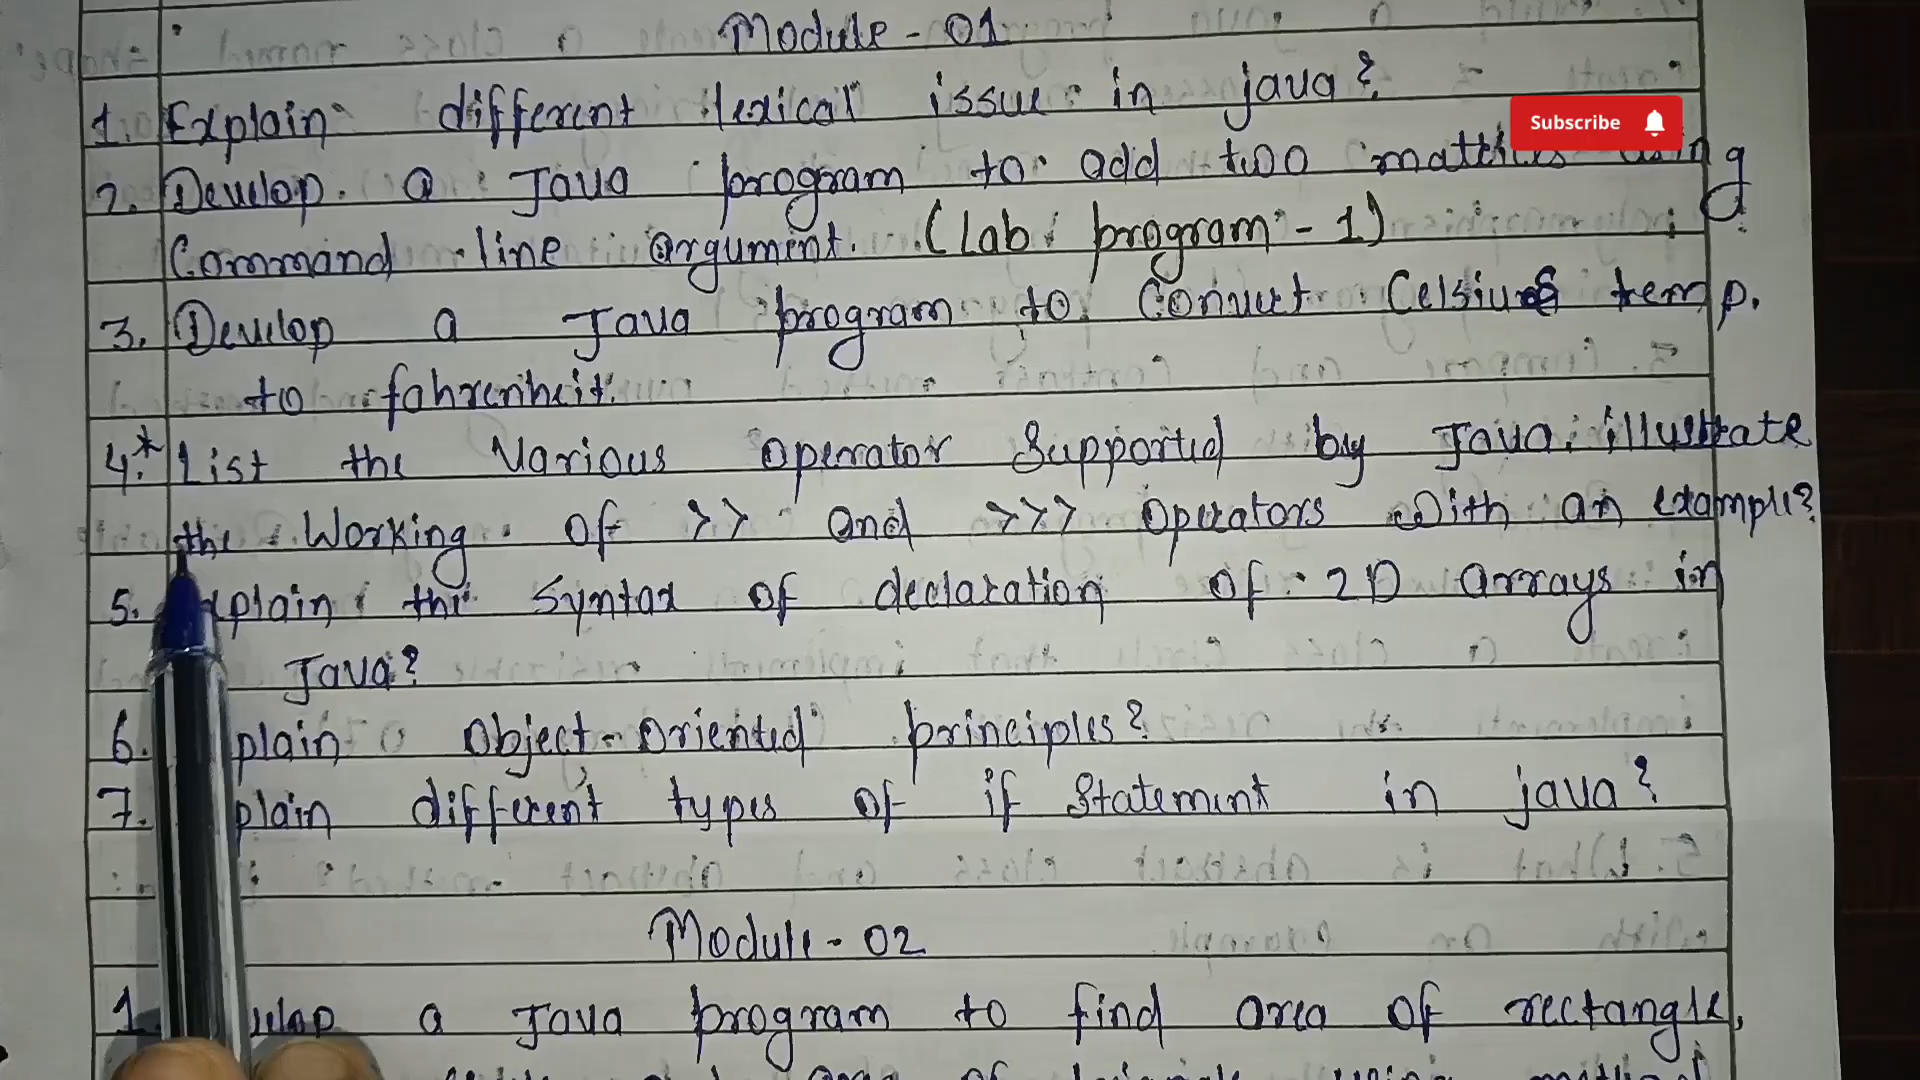 Module - 01
1. Explain different lexical issue in java?
Subscribe
2. Develop a Java program to add two matrices using
Command line argument. (Lab program - 1)
3. Develop a Java program to Convert Celsius temp.
to fahrenheit.
4.* List the Various operator Supported by Java. illustrate
the Working of >> and >>> operators With an example?
5. xplain the Syntax of declaration of 2D arrays in
Java?
6. plain Object-Oriented principles?
7. plain different types of if Statement in java?
Module - 02
1. a Java program to find area of rectangle,
of using